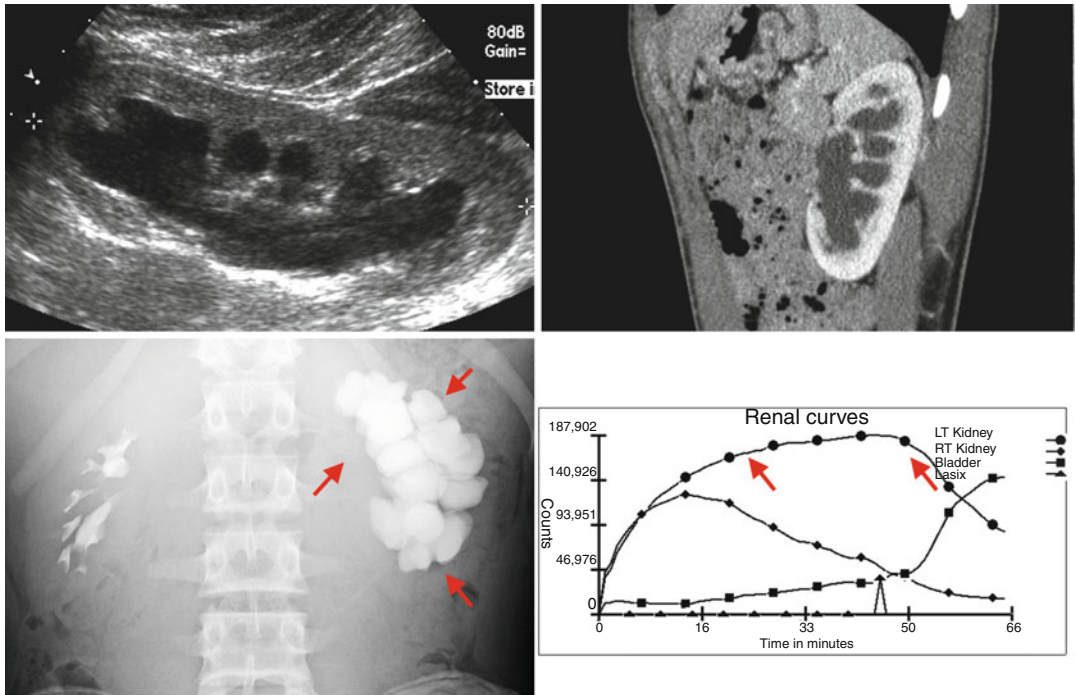 80dB
Gain=
Store i
Renal curves
187,902
140,926
93,951
46,976
0
Counts
LT Kidney
RT Kidney
Bladder
Lasix
0
16
33
50
66
Time in minutes